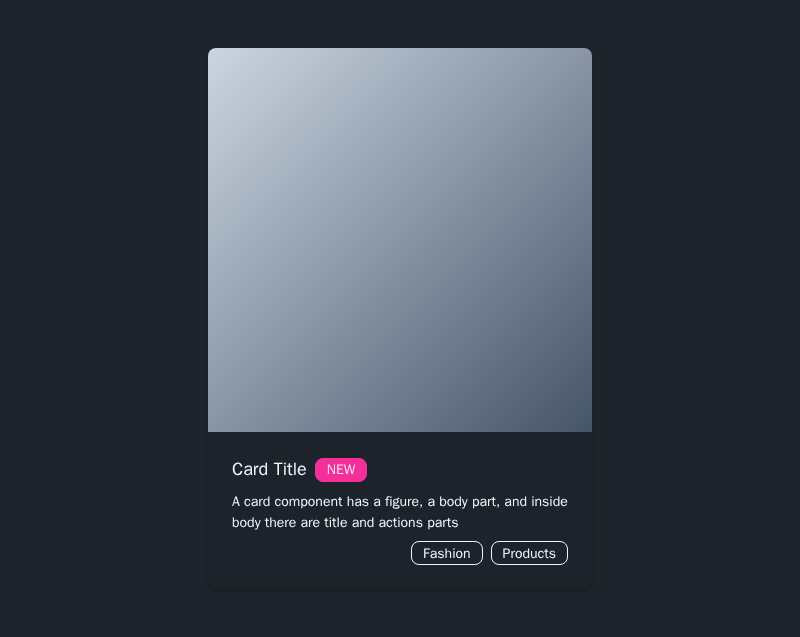 Card Title NEW
A card component has a figure, a body part, and inside
body there are title and actions parts
Fashion Products